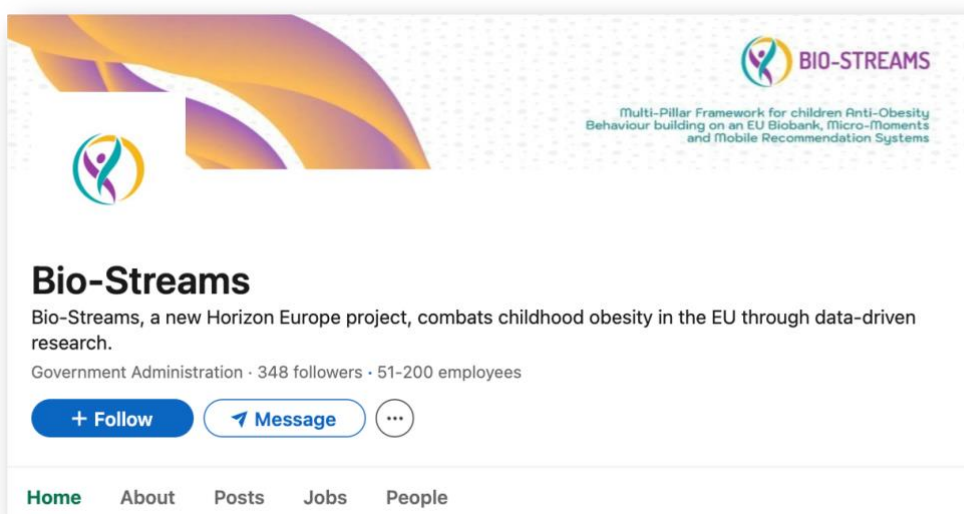 BIO-STREAMS
Multi-Pillar Framework for children Anti-Obesity
Behaviour building on an EU Biobank, Micro-Moments
and Mobile Recommendation Systems
Bio-Streams
Bio-Streams, a new Horizon Europe project, combats childhood obesity in the EU through data-driven
research.
Government Administration · 348 followers · 51-200 employees
+ Follow
Message
Home About Posts Jobs People